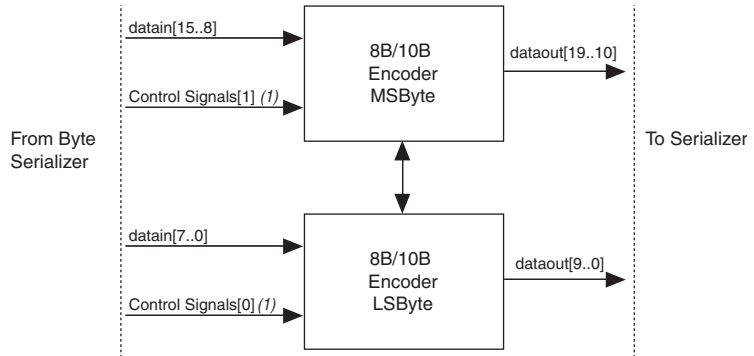 datain[15..8]
8B/10B
Encoder
MSByte
dataout[19..10]
Control Signals[1] (1)
From Byte
Serializer
To Serializer
datain[7..0]
8B/10B
Encoder
LSByte
dataout[9..0]
Control Signals[0] (1)